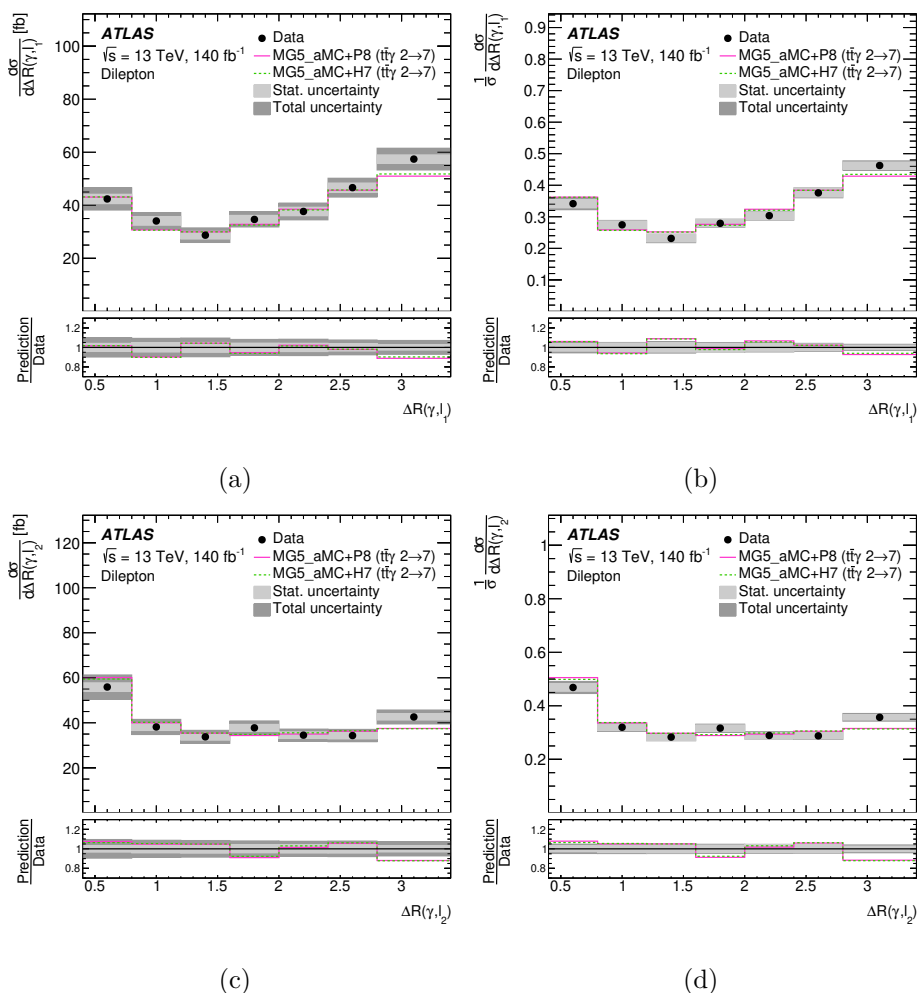 dσ/dΔR(γ,l₁) [fb]
100
80
60
40
20
ATLAS
√s = 13 TeV, 140 fb⁻¹
Dilepton
Data
MG5_aMC+P8 (tt̄γ 2→7)
MG5_aMC+H7 (tt̄γ 2→7)
Stat. uncertainty
Total uncertainty
Prediction/Data
1.2
1
0.8
0.5 1 1.5 2 2.5 3
ΔR(γ,l₁)
(a)
1/σ dσ/dΔR(γ,l₁)
0.9
0.8
0.7
0.6
0.5
0.4
0.3
0.2
0.1
ATLAS
√s = 13 TeV, 140 fb⁻¹
Dilepton
Data
MG5_aMC+P8 (tt̄γ 2→7)
MG5_aMC+H7 (tt̄γ 2→7)
Stat. uncertainty
Total uncertainty
Prediction/Data
1.2
1
0.8
0.5 1 1.5 2 2.5 3
ΔR(γ,l₁)
(b)
dσ/dΔR(γ,l₂) [fb]
120
100
80
60
40
20
ATLAS
√s = 13 TeV, 140 fb⁻¹
Dilepton
Data
MG5_aMC+P8 (tt̄γ 2→7)
MG5_aMC+H7 (tt̄γ 2→7)
Stat. uncertainty
Total uncertainty
Prediction/Data
1.2
1
0.8
0.5 1 1.5 2 2.5 3
ΔR(γ,l₂)
(c)
1/σ dσ/dΔR(γ,l₂)
1
0.8
0.6
0.4
0.2
ATLAS
√s = 13 TeV, 140 fb⁻¹
Dilepton
Data
MG5_aMC+P8 (tt̄γ 2→7)
MG5_aMC+H7 (tt̄γ 2→7)
Stat. uncertainty
Total uncertainty
Prediction/Data
1.2
1
0.8
0.5 1 1.5 2 2.5 3
ΔR(γ,l₂)
(d)